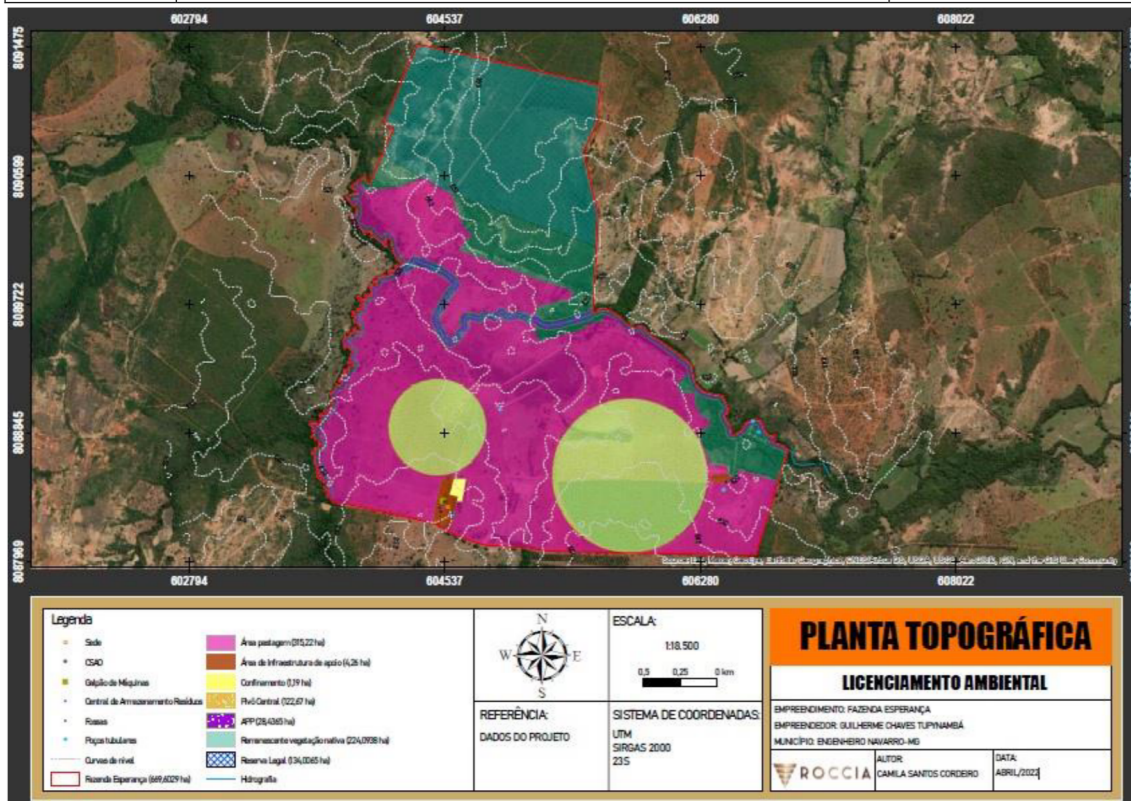 602794 604537 606280 608022
8091475
8090599
8089722
8088845
8087969
602794 604537 606280 608022
Legenda
Sede
CSAO
Galpão de Máquinas
Central de Armazenamento Resíduos
Fossas
Poços tubulares
Curvas de nível
Fazenda Esperança (669,6029 ha)
Área pastagem (315,22 ha)
Área de Infraestrutura de apoio (4,26 ha)
Confinamento (1,19 ha)
Pivô Central (122,67 ha)
APP (28,4365 ha)
Remanescente vegetação nativa (224,0938 ha)
Reserva Legal (134,0065 ha)
Hidrografia
N
W E
S
REFERÊNCIA:
DADOS DO PROJETO
ESCALA:
1:18.500
0,5 0,25 0 km
SISTEMA DE COORDENADAS:
UTM
SIRGAS 2000
23S
PLANTA TOPOGRÁFICA
LICENCIAMENTO AMBIENTAL
EMPREENDIMENTO: FAZENDA ESPERANÇA
EMPREENDEDOR: GUILHERME CHAVES TUPYNAMBÁ
MUNICÍPIO: ENGENHEIRO NAVARRO-MG
ROCCIA
AUTOR:
CAMILA SANTOS CORDEIRO
DATA:
ABRIL/2022